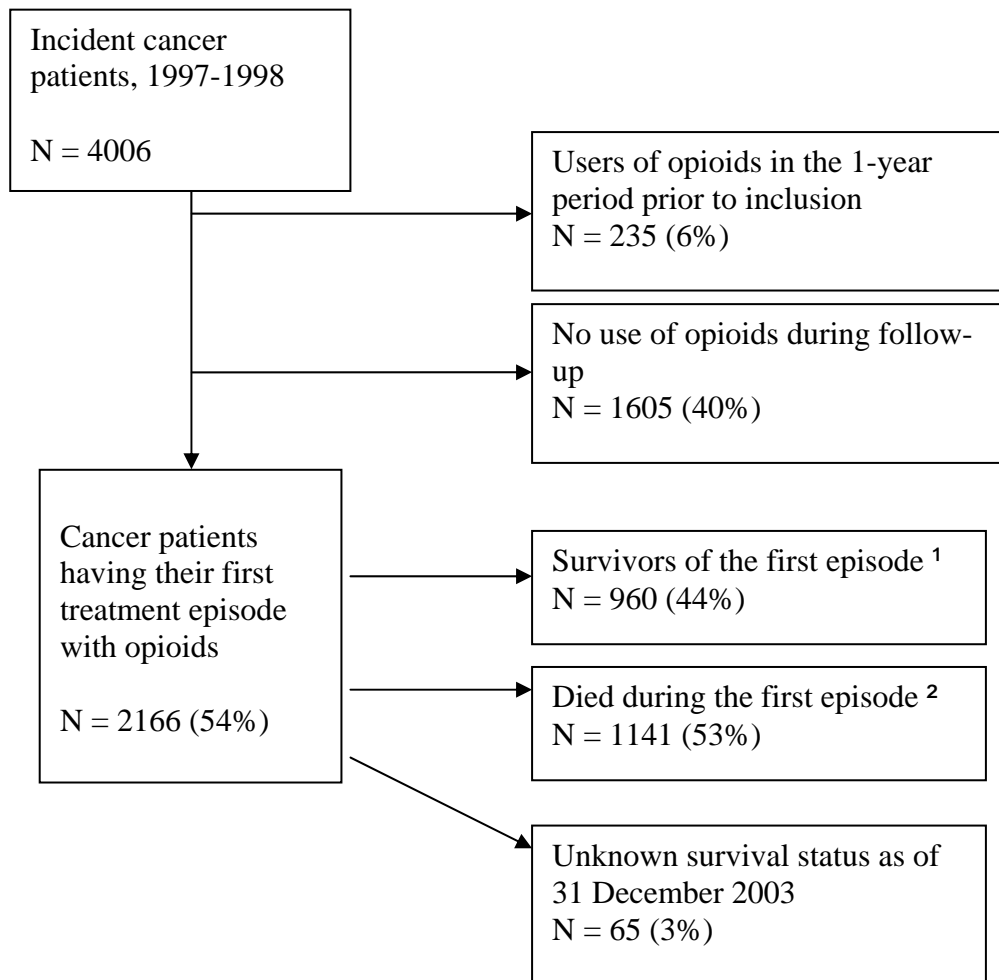 Incident cancer
patients, 1997-1998
N = 4006
Users of opioids in the 1-year
period prior to inclusion
N = 235 (6%)
No use of opioids during follow-
up
N = 1605 (40%)
Cancer patients
having their first
treatment episode
with opioids
N = 2166 (54%)
Survivors of the first episode ¹
N = 960 (44%)
Died during the first episode ²
N = 1141 (53%)
Unknown survival status as of
31 December 2003
N = 65 (3%)